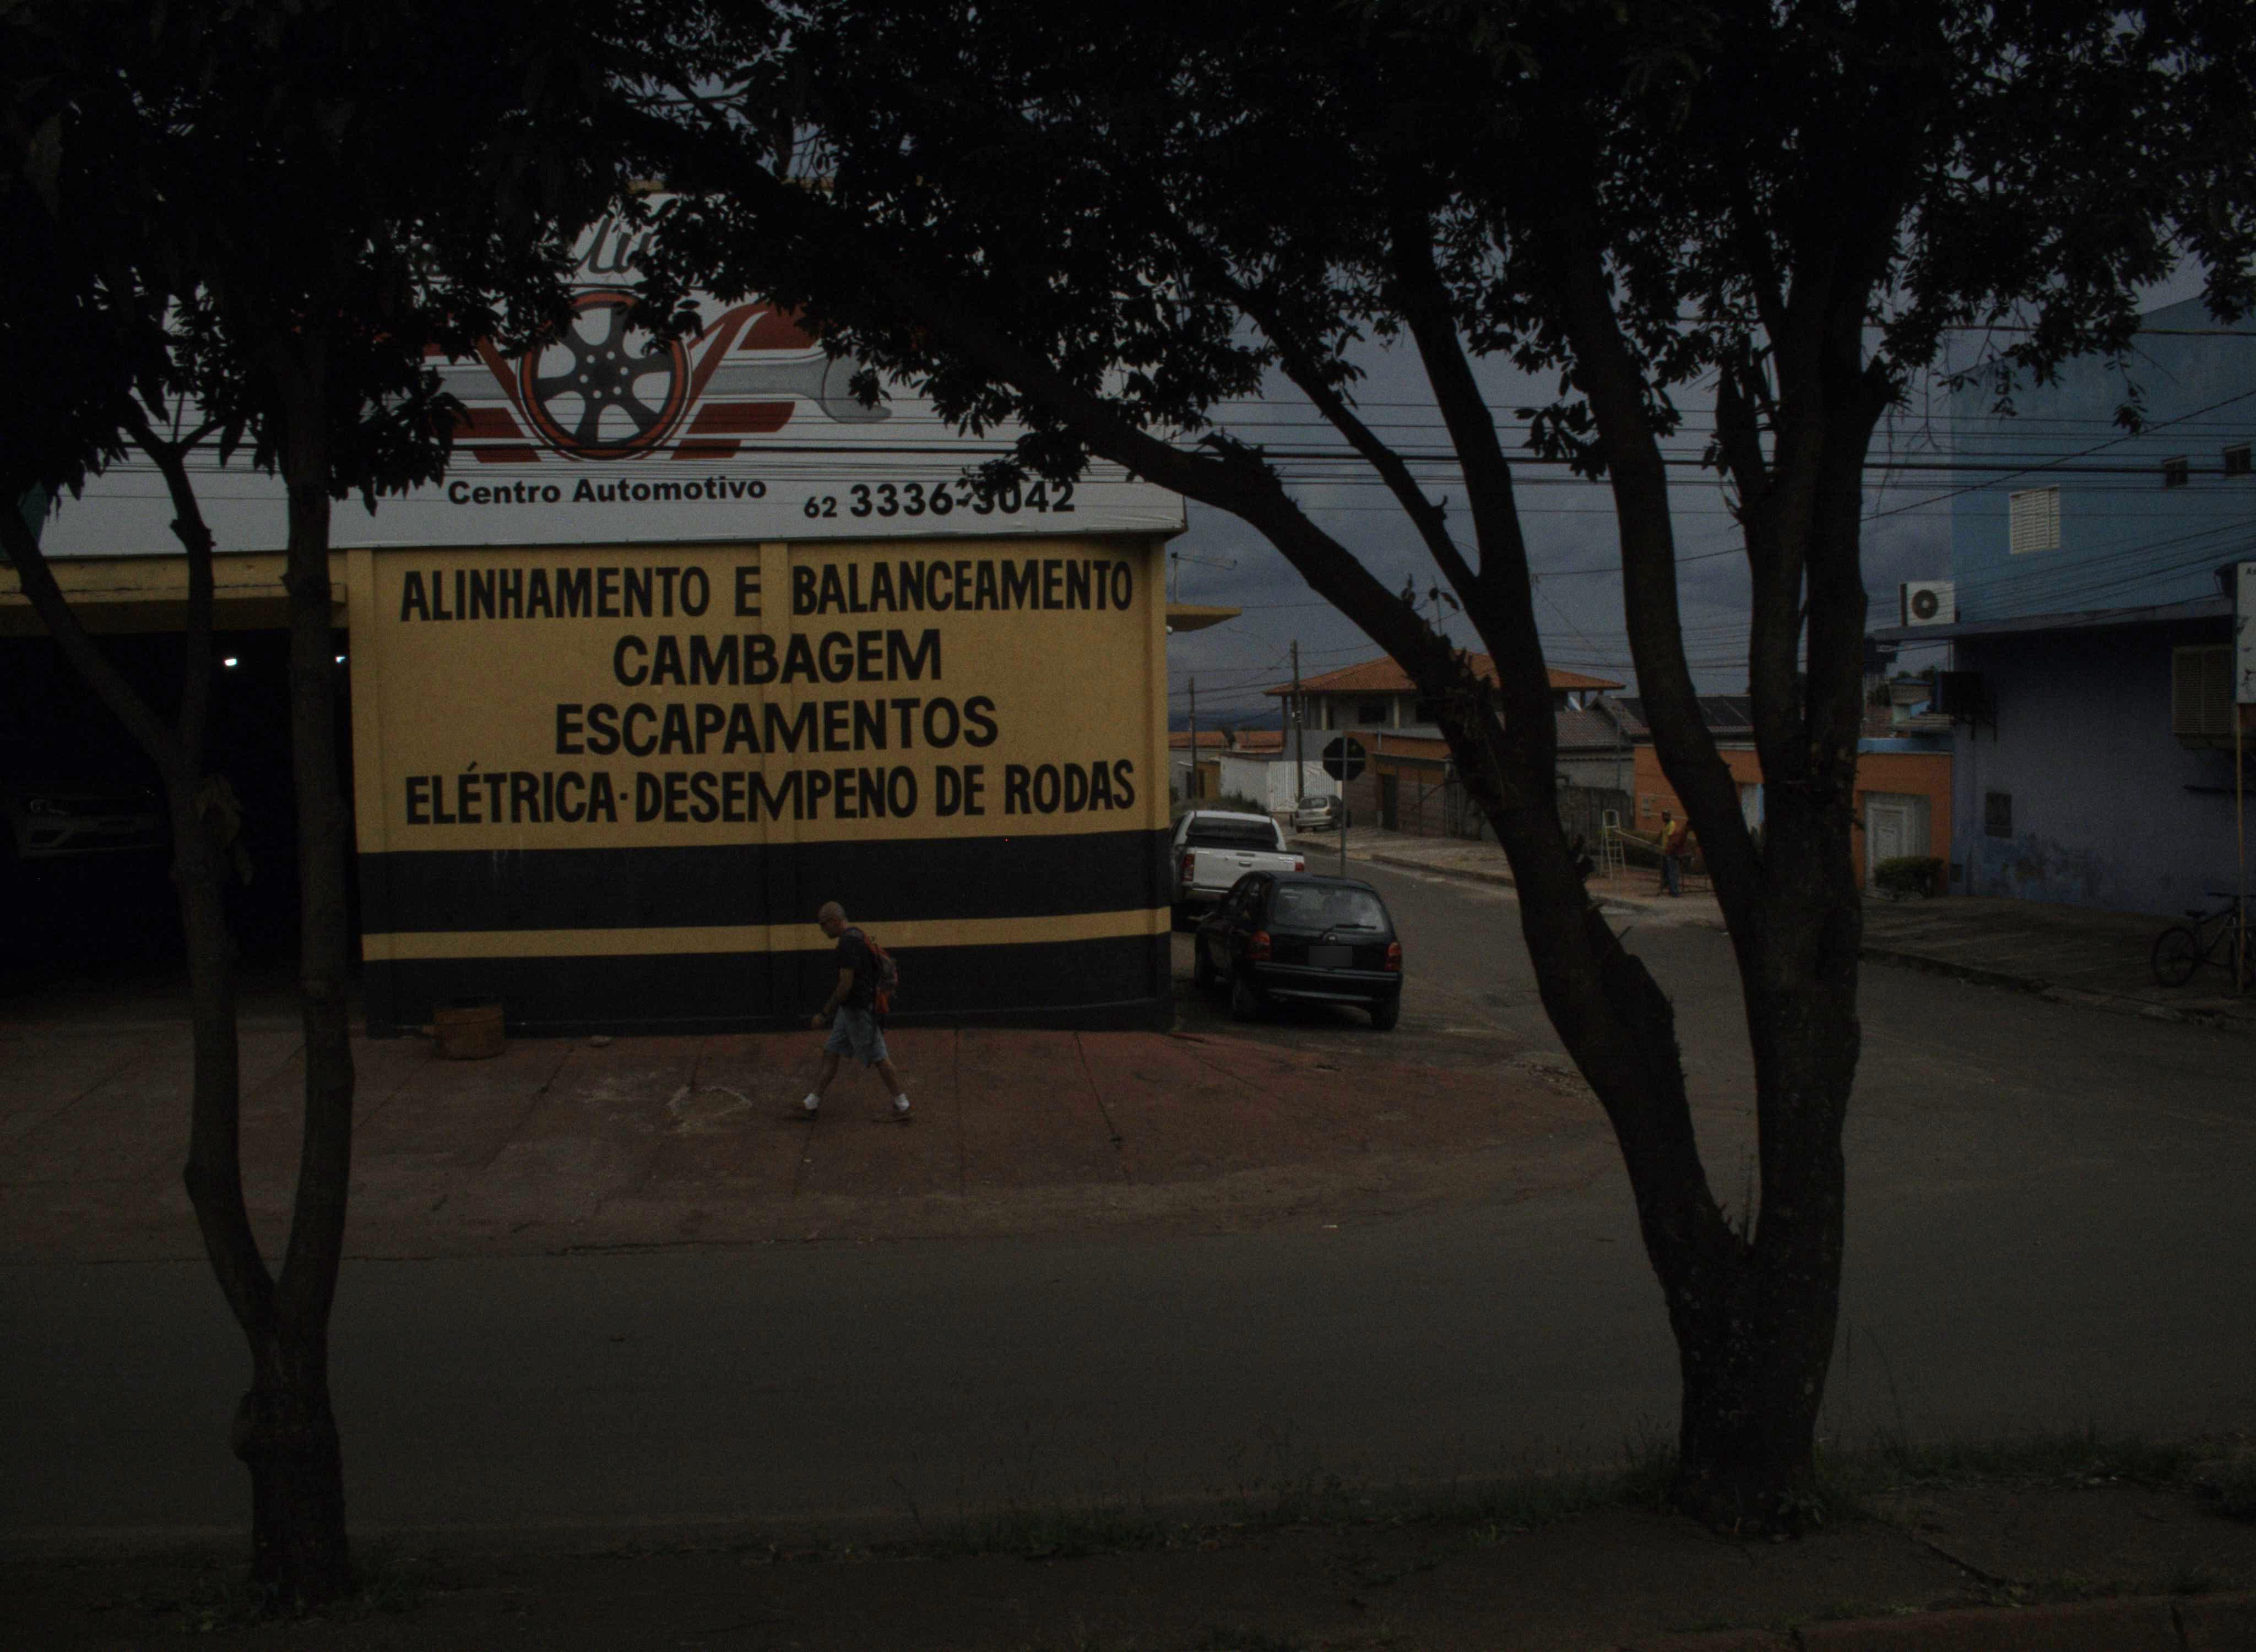 Centro Automotivo
62 3336-3042
ALINHAMENTO E BALANCEAMENTO
CAMBAGEM
ESCAPAMENTOS
ELÉTRICA·DESEMPENO DE RODAS